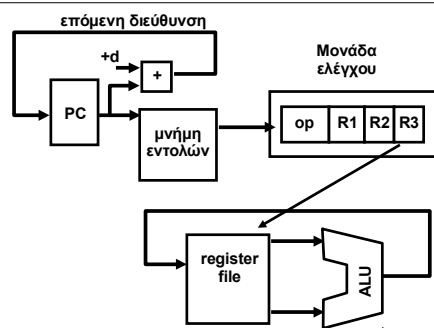 επόμενη διεύθυνση
+d
+
PC
μνήμη
εντολών
Μονάδα
ελέγχου
op R1 R2 R3
register
file
ALU